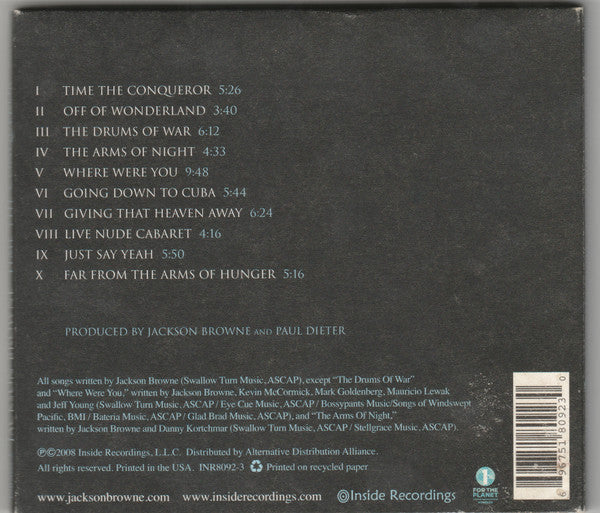 I TIME THE CONQUEROR 5:26
II OFF OF WONDERLAND 3:40
III THE DRUMS OF WAR 6:12
IV THE ARMS OF NIGHT 4:33
V WHERE WERE YOU 9:48
VI GOING DOWN TO CUBA 5:44
VII GIVING THAT HEAVEN AWAY 6:24
VIII LIVE NUDE CABARET 4:16
IX JUST SAY YEAH 5:50
X FAR FROM THE ARMS OF HUNGER 5:16
PRODUCED BY JACKSON BROWNE AND PAUL DIETER
All songs written by Jackson Browne (Swallow Turn Music, ASCAP), except "The Drums Of War"
and "Where Were You," written by Jackson Browne, Kevin McCormick, Mark Goldenberg, Mauricio Lewak
and Jeff Young (Swallow Turn Music, ASCAP / Eye Cue Music, ASCAP / Bossypants Music/Songs of Windswept
Pacific, BMI / Bateria Music, ASCAP / Glad Brad Music, ASCAP), and "The Arms Of Night,"
written by Jackson Browne and Danny Kortchmar (Swallow Turn Music, ASCAP / Stellgrace Music, ASCAP).
℗©2008 Inside Recordings, L.L.C. Distributed by Alternative Distribution Alliance.
All rights reserved. Printed in the USA. INR8092-3 Printed on recycled paper
www.jacksonbrowne.com www.insiderecordings.com Inside Recordings
1%
FOR THE
PLANET
6 96751 80923 0